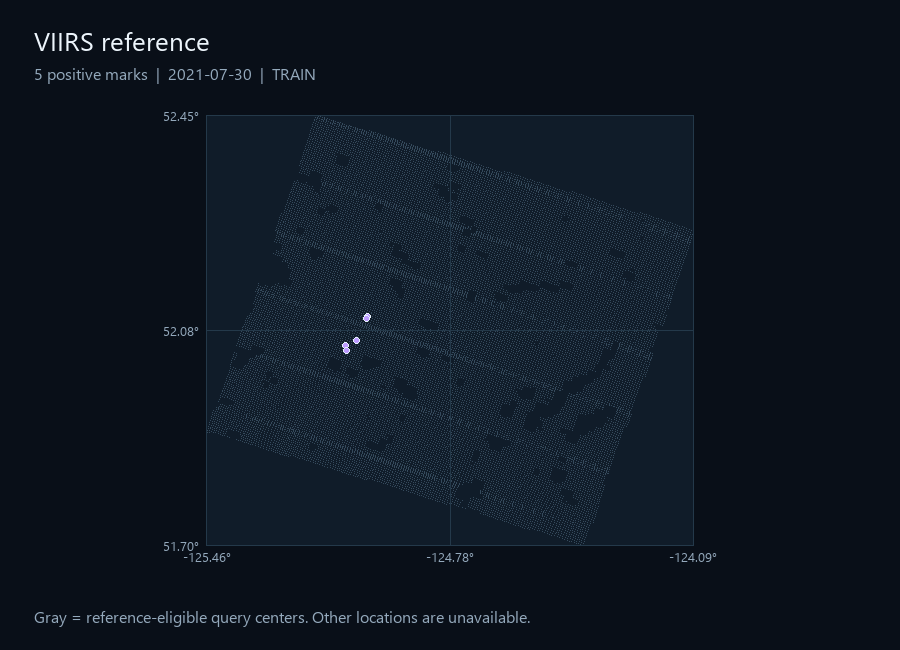 VIIRS reference
5 positive marks | 2021-07-30 | TRAIN
52.45°
52.08°
51.70°
-125.46°
-124.78°
-124.09°
Gray = reference-eligible query centers. Other locations are unavailable.